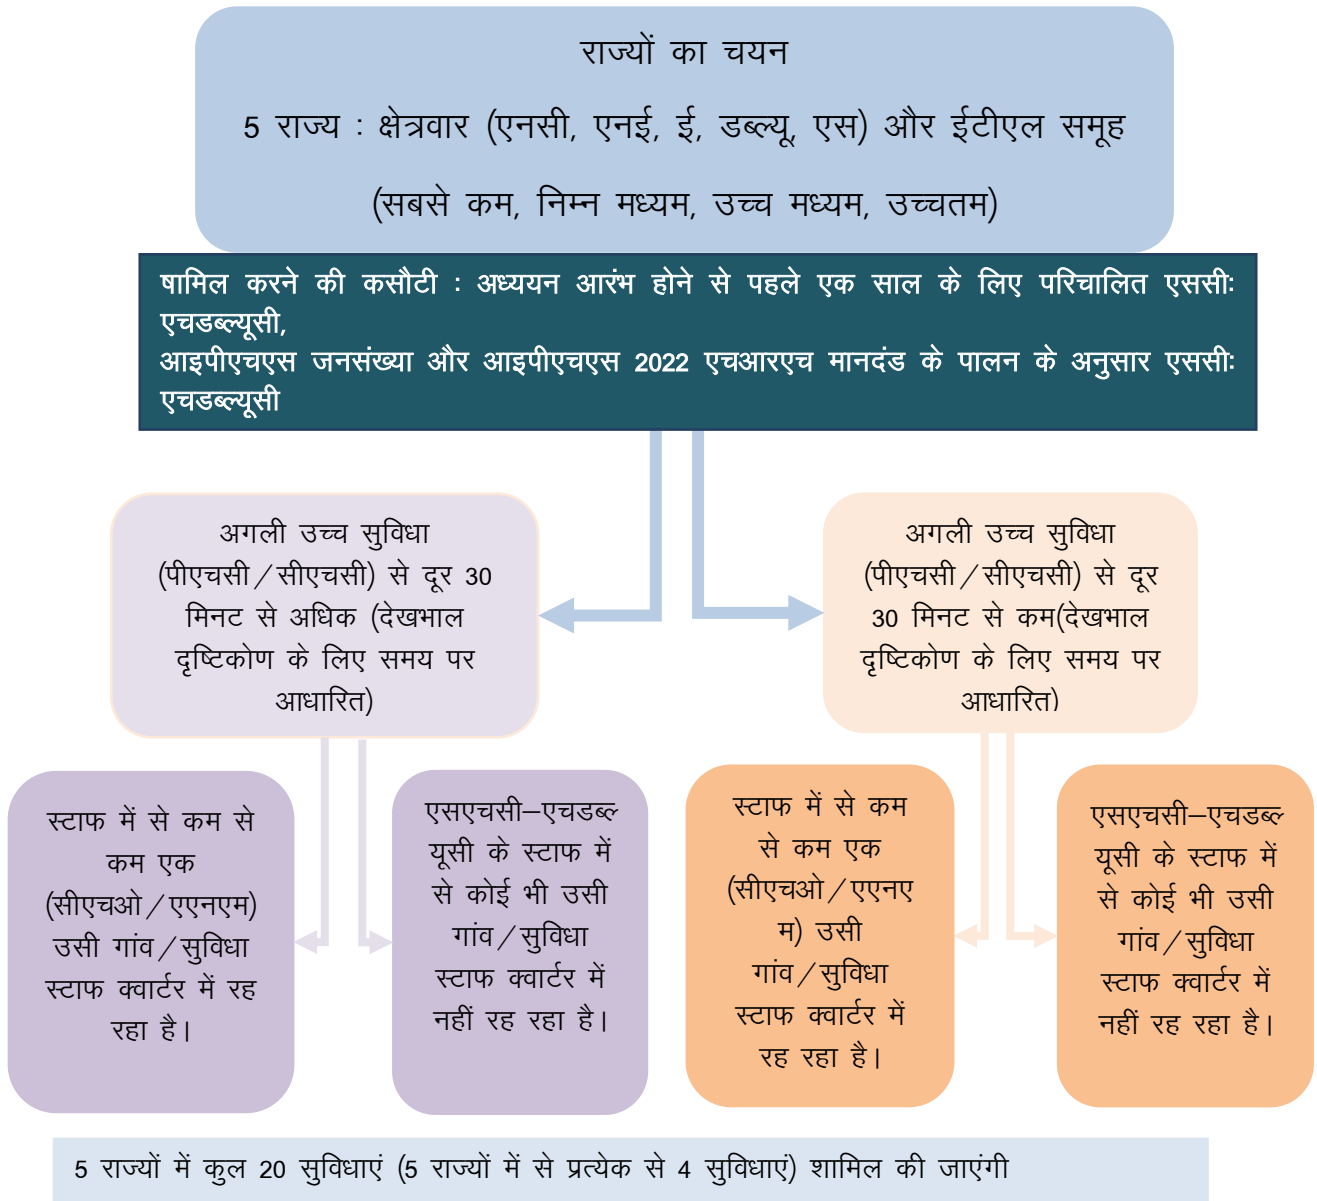 राज्यों का चयन
5 राज्य : क्षेत्रवार (एनसी, एनई, ई, डब्ल्यू, एस) और ईटीएल समूह
(सबसे कम, निम्न मध्यम, उच्च मध्यम, उच्चतम)
षामिल करने की कसौटी : अध्ययन आरंभ होने से पहले एक साल के लिए परिचालित एससीः
एचडब्ल्यूसी,
आइपीएचएस जनसंख्या और आइपीएचएस 2022 एचआरएच मानदंड के पालन के अनुसार एससीः
एचडब्ल्यूसी
अगली उच्च सुविधा
(पीएचसी/सीएचसी) से दूर 30
मिनट से अधिक (देखभाल
दृष्टिकोण के लिए समय पर
आधारित)
अगली उच्च सुविधा
(पीएचसी/सीएचसी) से दूर
30 मिनट से कम(देखभाल
दृष्टिकोण के लिए समय पर
आधारित)
स्टाफ में से कम से
कम एक
(सीएचओ/एएनएम)
उसी गांव/सुविधा
स्टाफ क्वार्टर में रह
रहा है।
एसएचसी–एचडब्ल्
यूसी के स्टाफ में
से कोई भी उसी
गांव/सुविधा
स्टाफ क्वार्टर में
नहीं रह रहा है।
स्टाफ में से कम
से कम एक
(सीएचओ/एएनए
म) उसी
गांव/सुविधा
स्टाफ क्वार्टर में
रह रहा है।
एसएचसी–एचडब्ल्
यूसी के स्टाफ में
से कोई भी उसी
गांव/सुविधा
स्टाफ क्वार्टर में
नहीं रह रहा है।
5 राज्यों में कुल 20 सुविधाएं (5 राज्यों में से प्रत्येक से 4 सुविधाएं) शामिल की जाएंगी